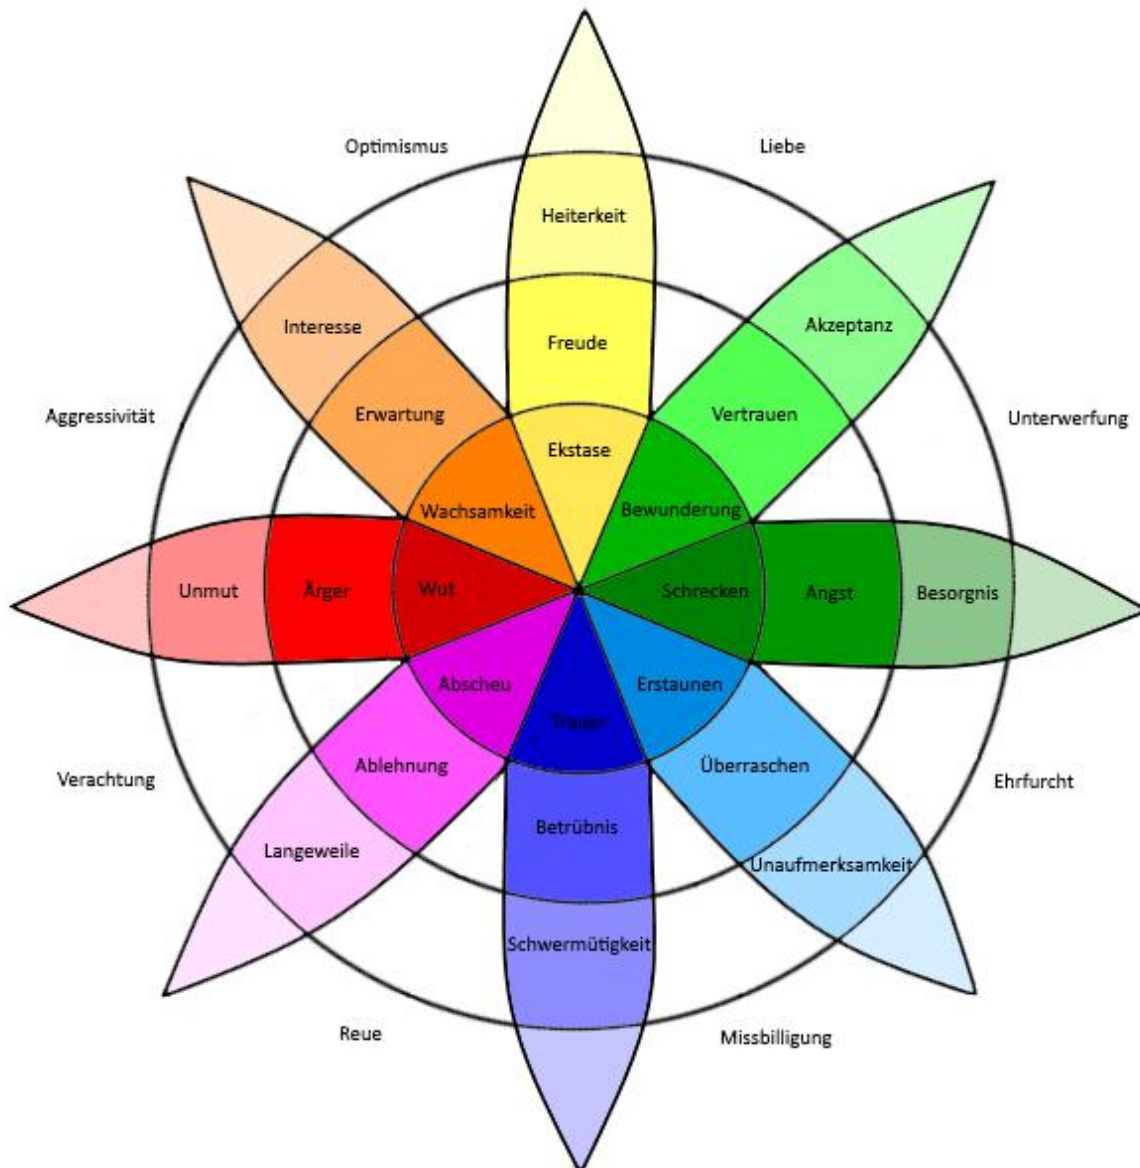 Optimismus
Liebe
Heiterkeit
Interesse
Akzeptanz
Freude
Erwartung
Vertrauen
Aggressivität
Unterwerfung
Ekstase
Wachsamkeit
Bewunderung
Unmut
Ärger
Wut
Schrecken
Angst
Besorgnis
Abscheu
Erstaunen
Trauer
Ablehnung
Überraschen
Verachtung
Ehrfurcht
Betrübnis
Langeweile
Unaufmerksamkeit
Schwermütigkeit
Reue
Missbilligung